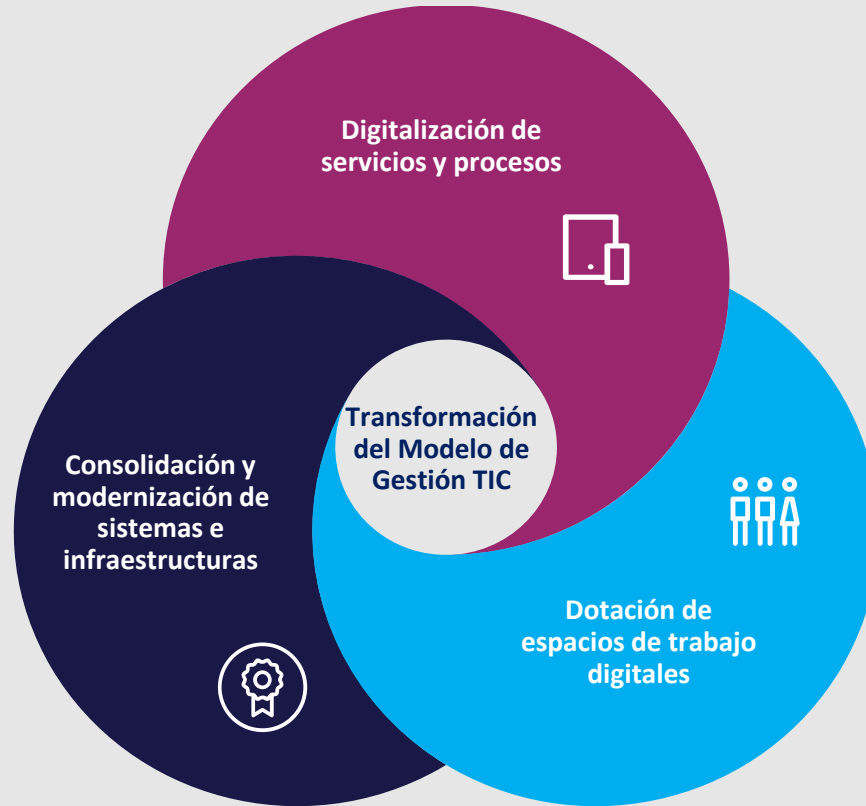 Digitalización de
servicios y procesos
Transformación
del Modelo de
Gestión TIC
Consolidación y
modernización de
sistemas e
infraestructuras
Dotación de
espacios de trabajo
digitales